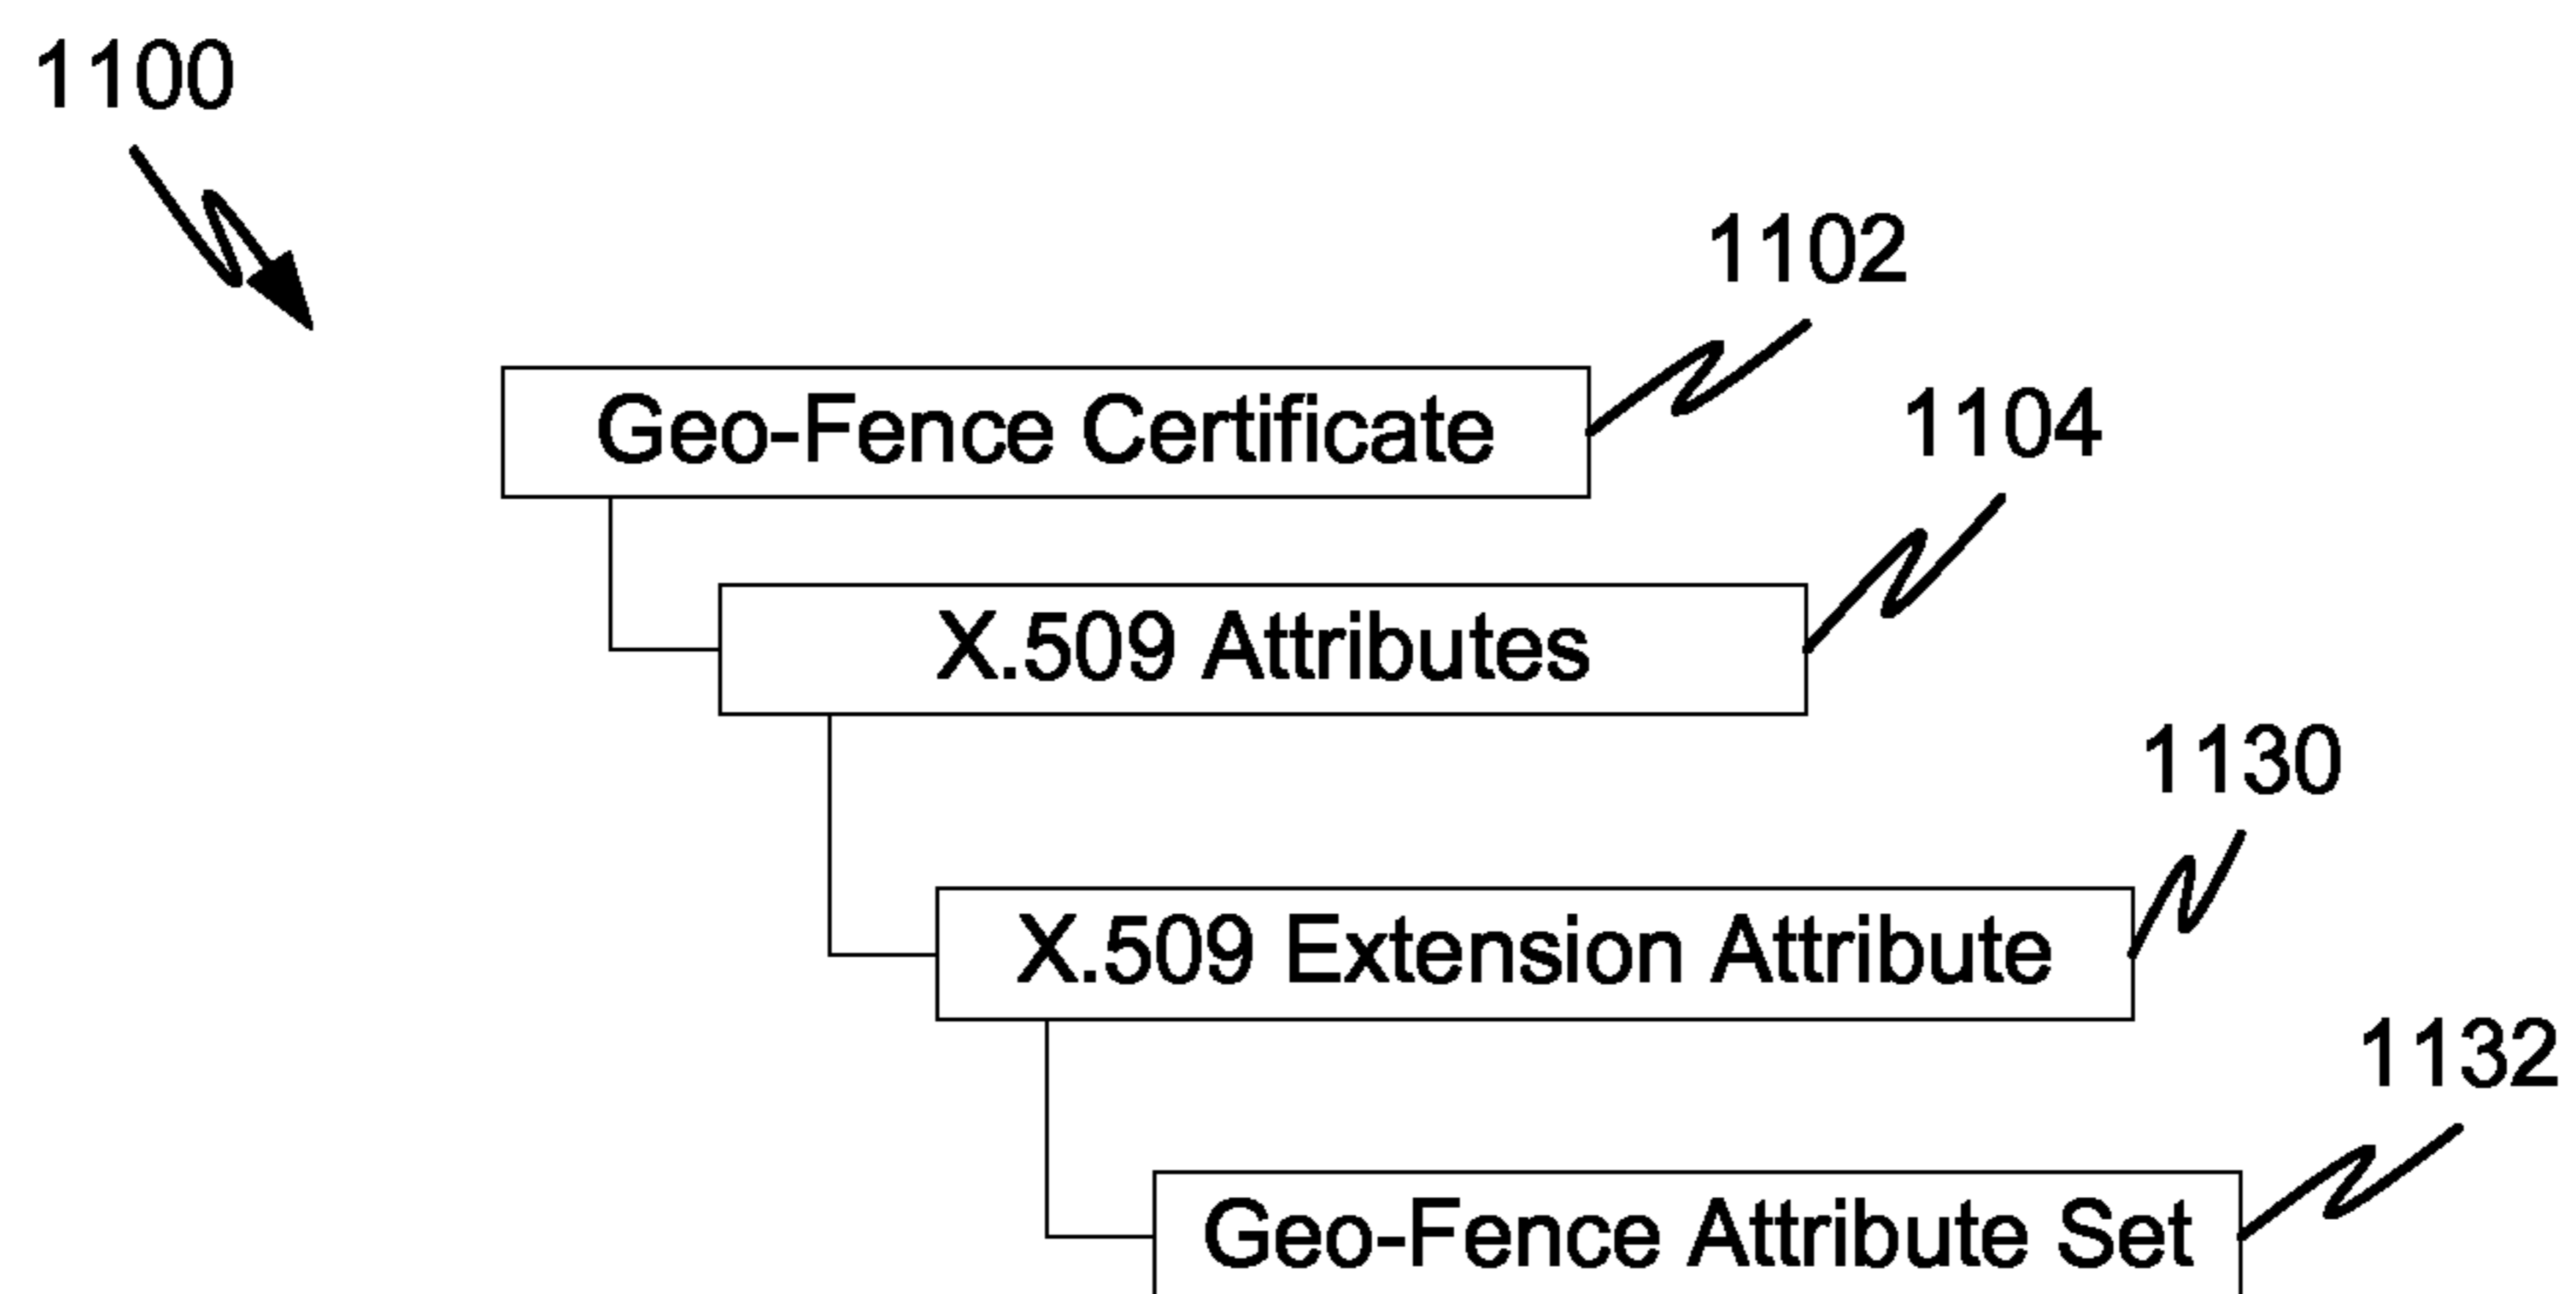 1100
1102
Geo-Fence Certificate
1104
X.509 Attributes
1130
X.509 Extension Attribute
1132
Geo-Fence Attribute Set